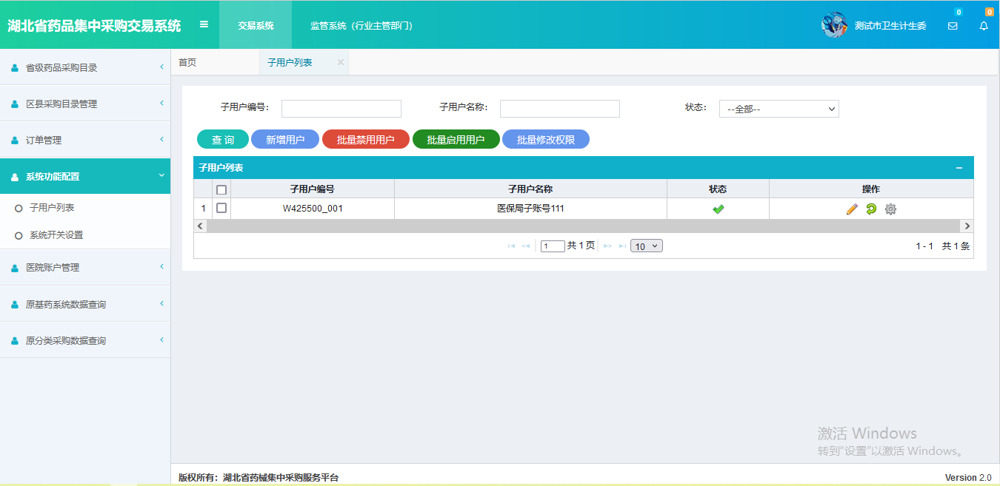 湖北省药品集中采购交易系统 交易系统 监管系统（行业主管部门） 测试市卫生计生委 0 0
省级药品采购目录
区县采购目录管理
订单管理
系统功能配置
子用户列表
系统开关设置
医院账户管理
原基药系统数据查询
原分类采购数据查询
首页 子用户列表
子用户编号： 子用户名称： 状态： --全部--
查 询 新增用户 批量禁用用户 批量启用用户 批量修改权限
子用户列表
子用户编号 子用户名称 状态 操作
1 W425500_001 医保局子账号111
1 共 1 页 10 1 - 1 共 1 条
激活 Windows
转到"设置"以激活 Windows。
版权所有：湖北省药械集中采购服务平台 Version 2.0